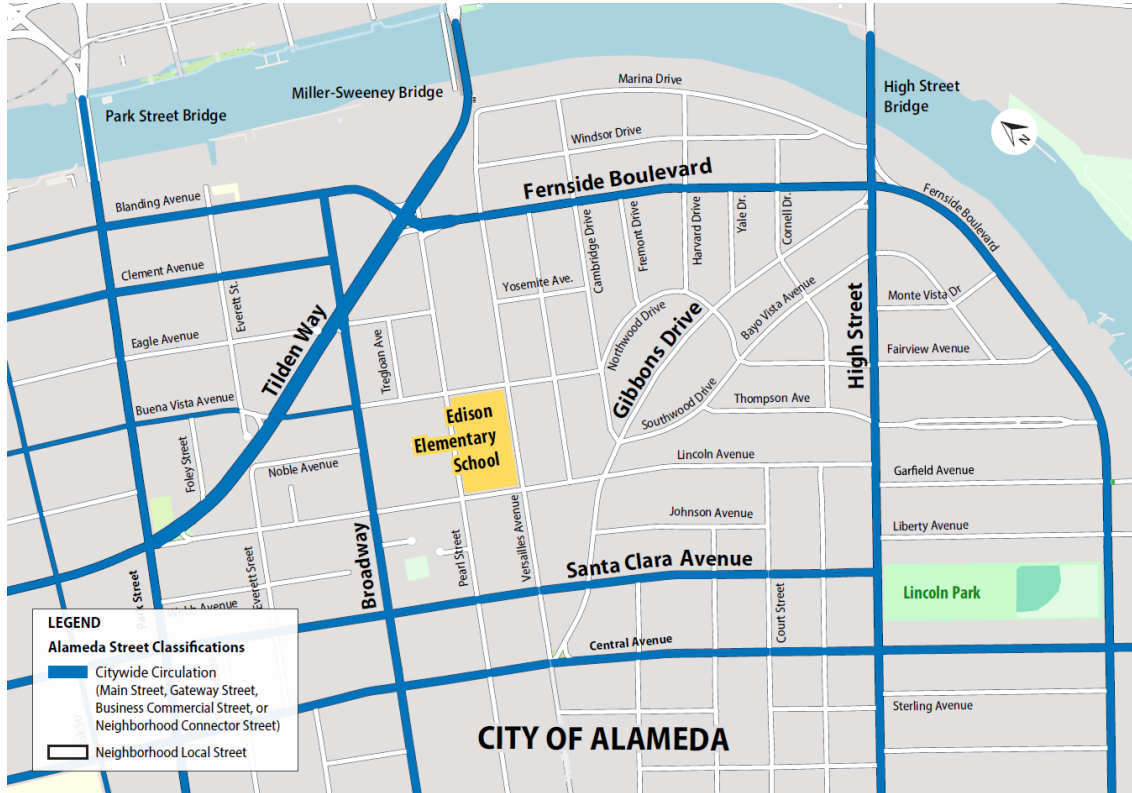 Marina Drive
Miller-Sweeney Bridge
High Street
Bridge
Park Street Bridge
N
Windsor Drive
Fernside Boulevard
Fernside Boulevard
Blanding Avenue
Clement Avenue
Everett St.
Eagle Avenue
Tilden Way
Tregloan Ave
Yosemite Ave.
Cambridge Drive
Fremont Drive
Harvard Drive
Yale Dr.
Cornell Dr.
Northwood Drive
Gibbons Drive
Bayo Vista Avenue
High Street
Monte Vista Dr
Fairview Avenue
Buena Vista Avenue
Foley Street
Noble Avenue
Edison
Elementary
School
Southwood Drive
Thompson Ave
Lincoln Avenue
Garfield Avenue
Johnson Avenue
Liberty Avenue
Broadway
Pearl Street
Versailles Avenue
Santa Clara Avenue
Court Street
Lincoln Park
Park Street
Webb Avenue
Everett Sreet
Central Avenue
Sterling Avenue
CITY OF ALAMEDA
LEGEND
Alameda Street Classifications
Citywide Circulation
(Main Street, Gateway Street,
Business Commercial Street, or
Neighborhood Connector Street)
Neighborhood Local Street